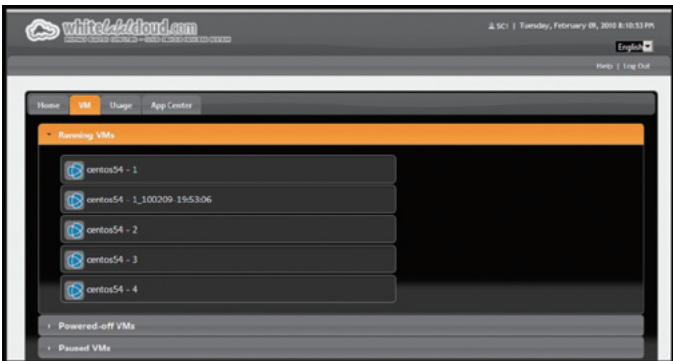 whitelabelcloud.com
SC1 | Tuesday, February 09, 2010 8:10:53 PM
English
Help | Log Out
Home VM Usage App Center
Running VMs
centos54 - 1
centos54 - 1_100209-19:53:06
centos54 - 2
centos54 - 3
centos54 - 4
Powered-off VMs
Paused VMs